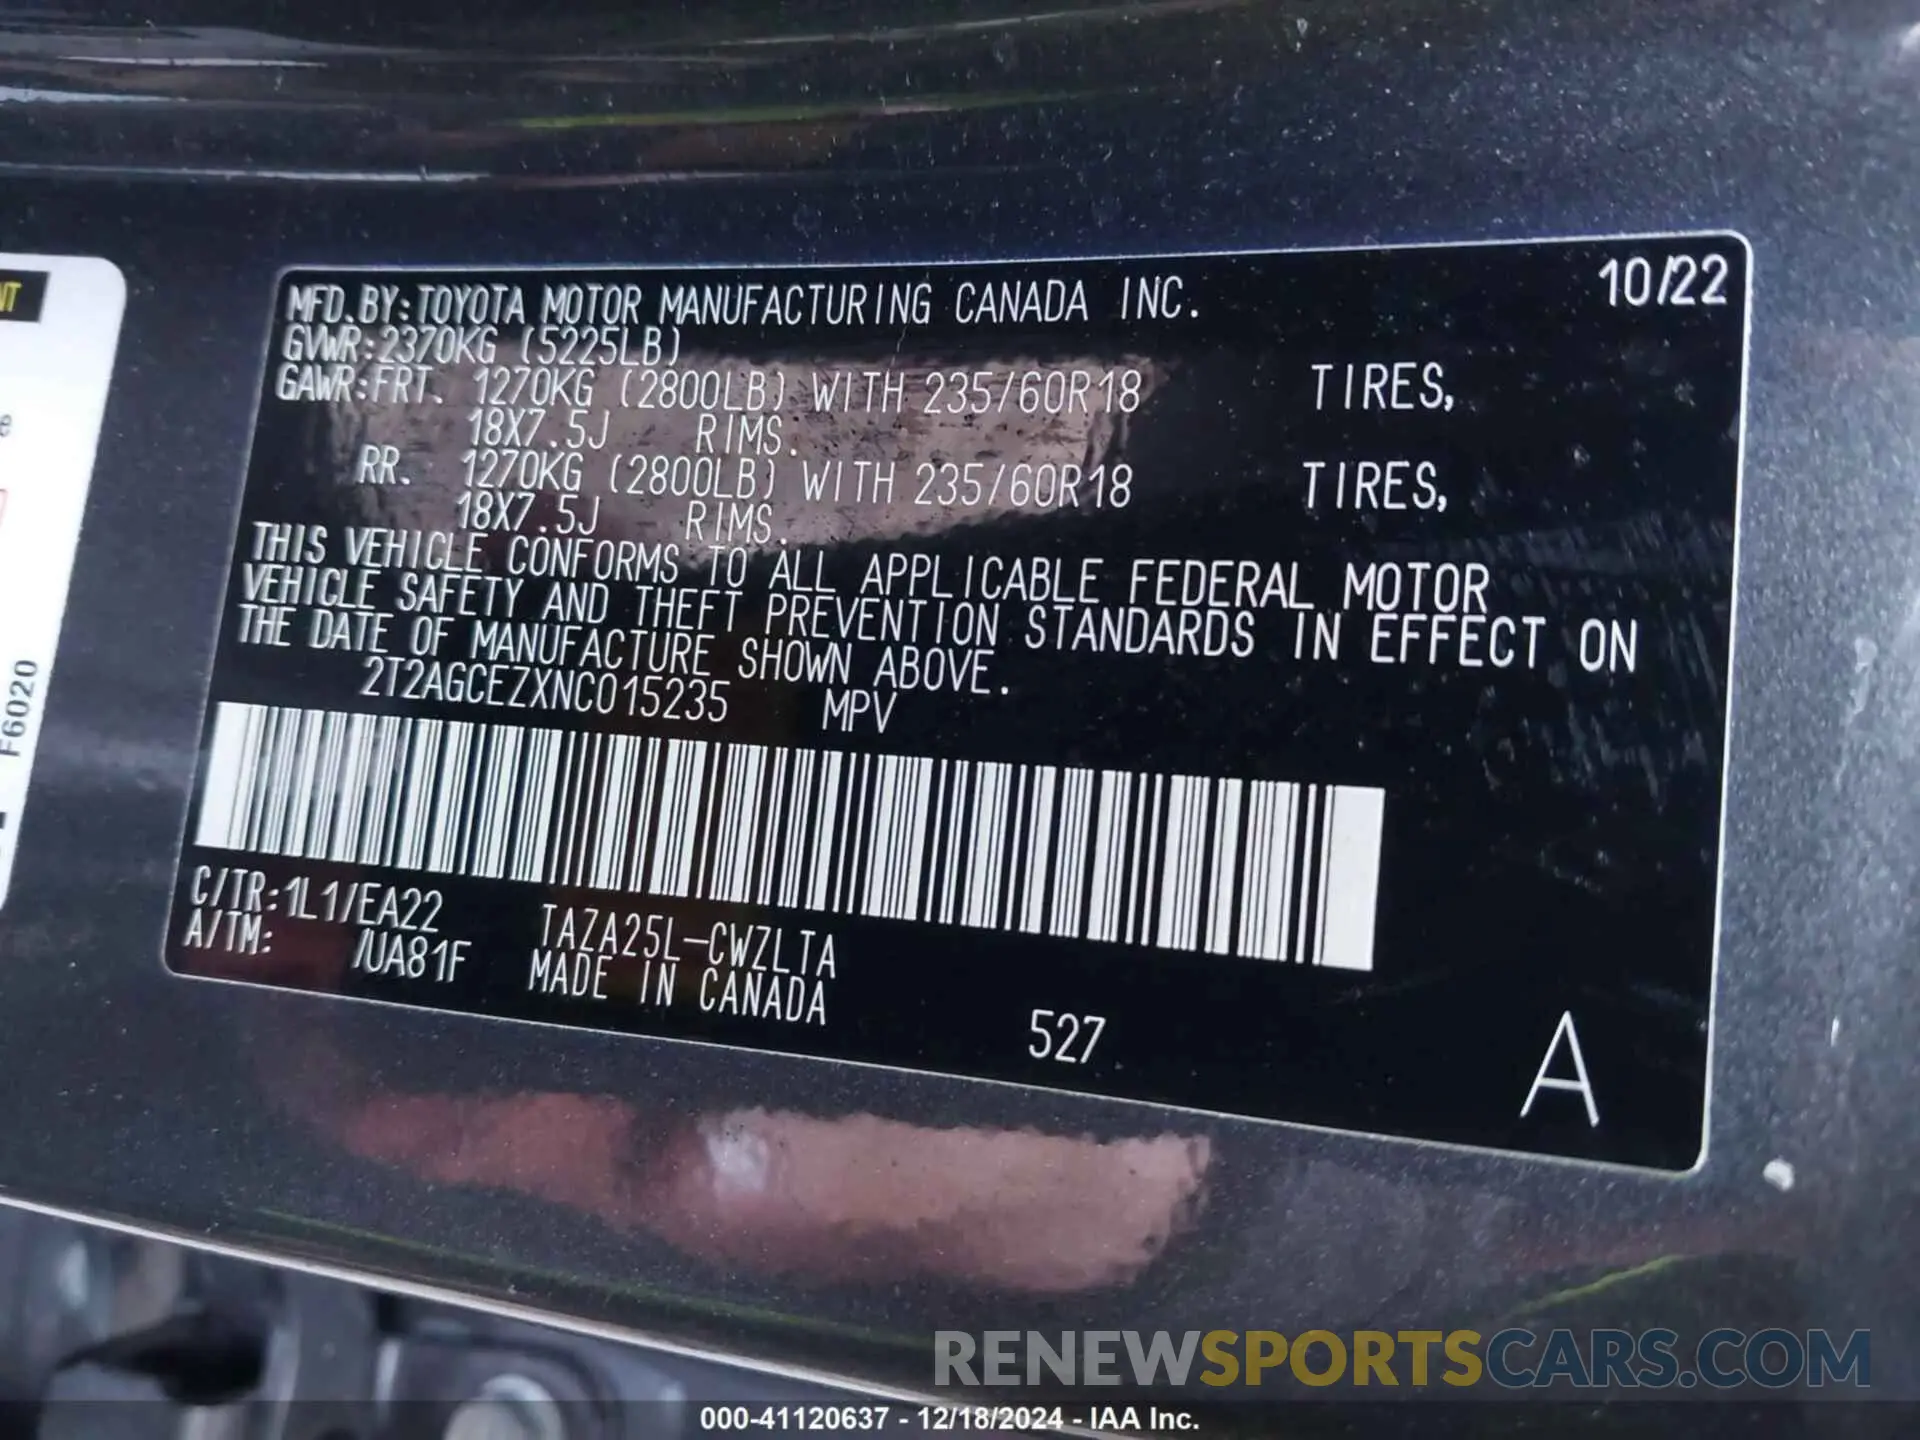 NT
e
F6020
10/22
MFD.BY:TOYOTA MOTOR MANUFACTURING CANADA INC.
GVWR:2370KG (5225LB)
GAWR:FRT. 1270KG (2800LB) WITH 235/60R18 TIRES,
18X7.5J RIMS.
RR. 1270KG (2800LB) WITH 235/60R18 TIRES,
18X7.5J RIMS.
THIS VEHICLE CONFORMS TO ALL APPLICABLE FEDERAL MOTOR
VEHICLE SAFETY AND THEFT PREVENTION STANDARDS IN EFFECT ON
THE DATE OF MANUFACTURE SHOWN ABOVE.
2T2AGCEZXNC015235 MPV
C/TR:1L1/EA22 TAZA25L-CWZLTA
A/TM: /UA81F MADE IN CANADA
527
A
RENEWSPORTSCARS.COM
000-41120637 - 12/18/2024 - IAA Inc.